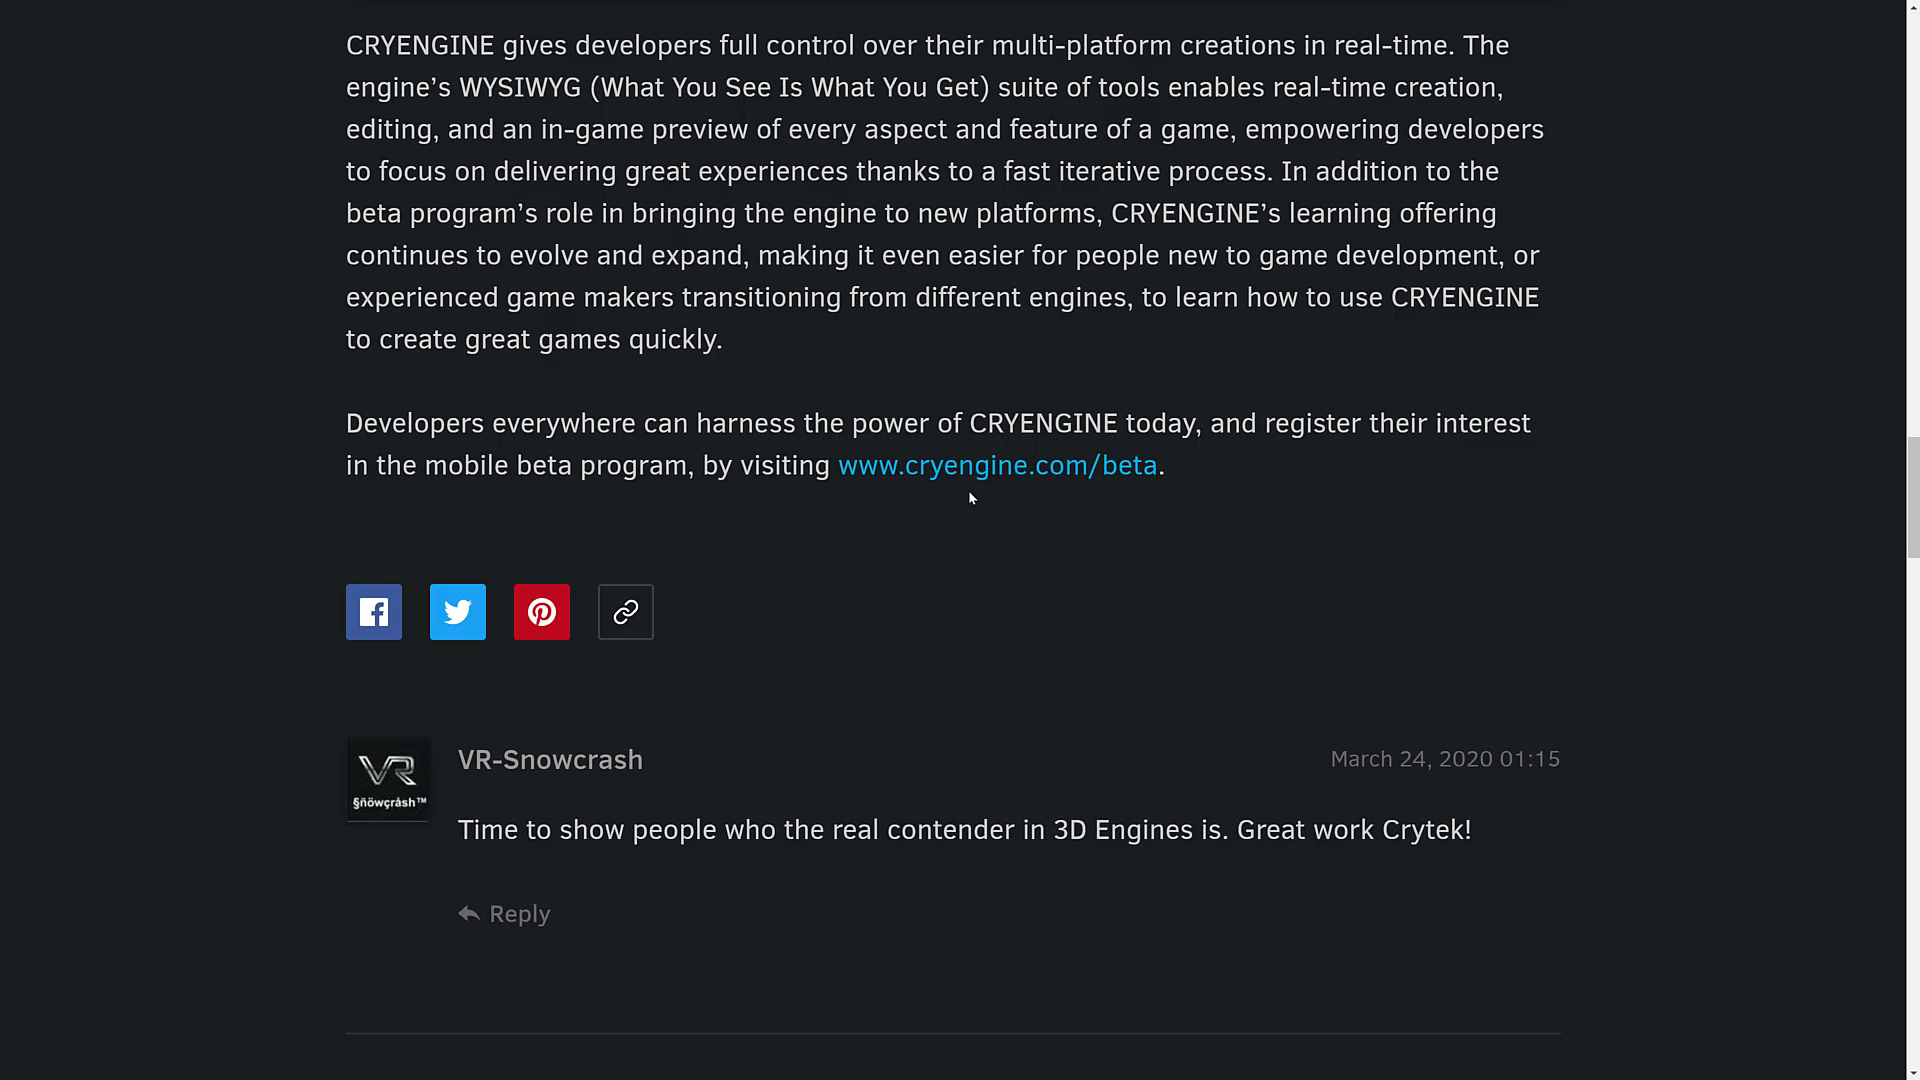 CRYENGINE gives developers full control over their multi-platform creations in real-time. The
engine’s WYSIWYG (What You See Is What You Get) suite of tools enables real-time creation,
editing, and an in-game preview of every aspect and feature of a game, empowering developers
to focus on delivering great experiences thanks to a fast iterative process. In addition to the
beta program’s role in bringing the engine to new platforms, CRYENGINE’s learning offering
continues to evolve and expand, making it even easier for people new to game development, or
experienced game makers transitioning from different engines, to learn how to use CRYENGINE
to create great games quickly.
Developers everywhere can harness the power of CRYENGINE today, and register their interest
in the mobile beta program, by visiting www.cryengine.com/beta.
VR
§ñöwçråsh™
VR-Snowcrash
March 24, 2020 01:15
Time to show people who the real contender in 3D Engines is. Great work Crytek!
Reply